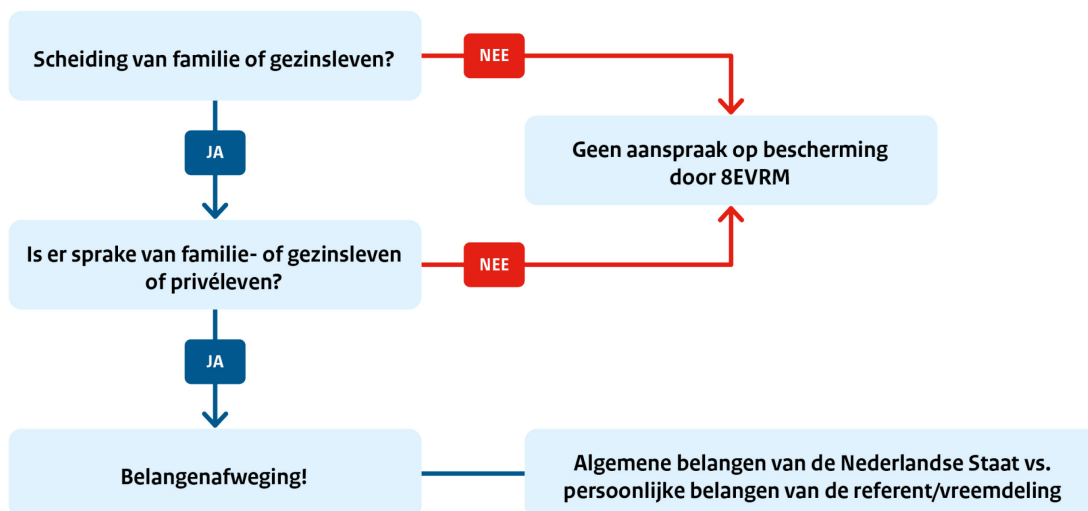 Scheiding van familie of gezinsleven?
NEE
JA
Geen aanspraak op bescherming
door 8EVRM
Is er sprake van familie- of gezinsleven
of privéleven?
NEE
JA
Belangenafweging!
Algemene belangen van de Nederlandse Staat vs.
persoonlijke belangen van de referent/vreemdeling